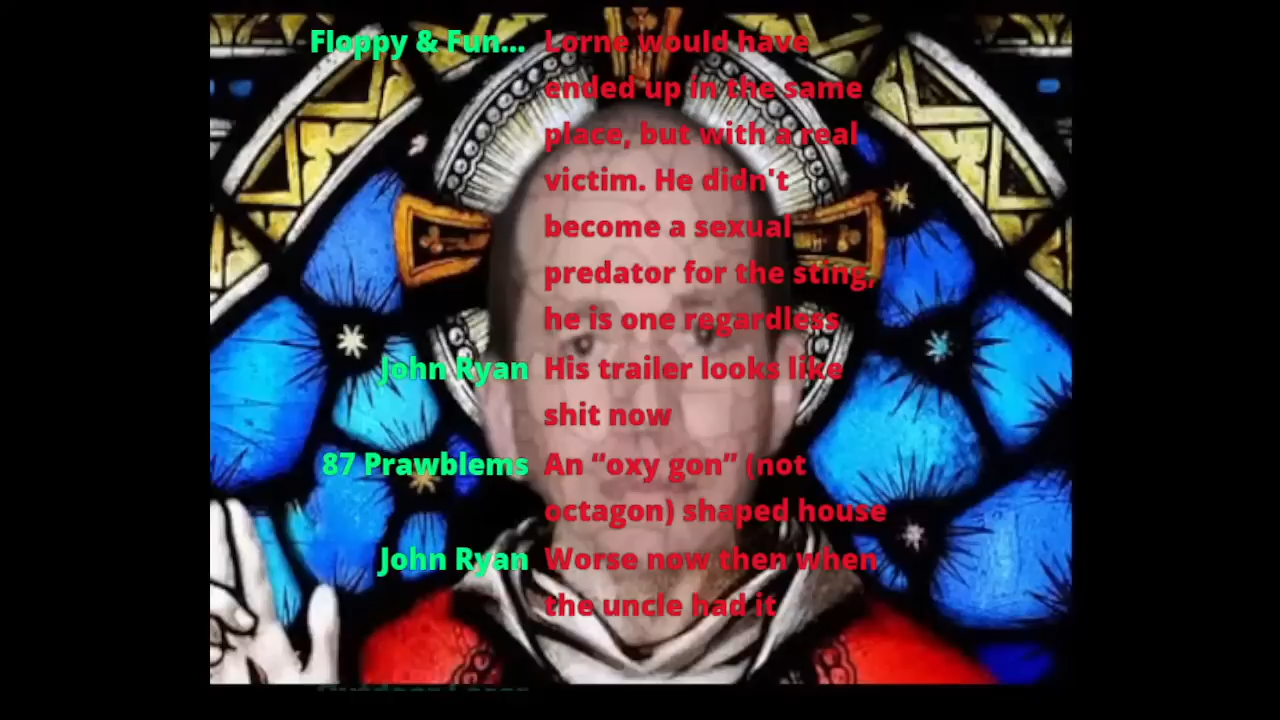 Floppy & Fun... Lorne would have
ended up in the same
place, but with a real
victim. He didn't
become a sexual
predator for the sting,
he is one regardless
John Ryan His trailer looks like
shit now
87 Prawblems An “oxy gon” (not
octagon) shaped house
John Ryan Worse now then when
the uncle had it